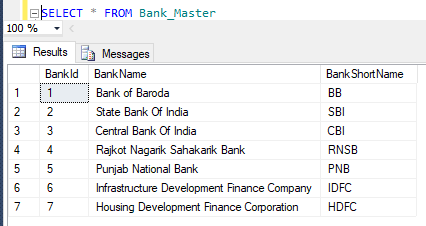 SELECT * FROM Bank_Master
100 %
Results Messages
BankId BankName BankShortName
1 1 Bank of Baroda BB
2 2 State Bank Of India SBI
3 3 Central Bank Of India CBI
4 4 Rajkot Nagarik Sahakarik Bank RNSB
5 5 Punjab National Bank PNB
6 6 Infrastructure Development Finance Company IDFC
7 7 Housing Development Finance Corporation HDFC